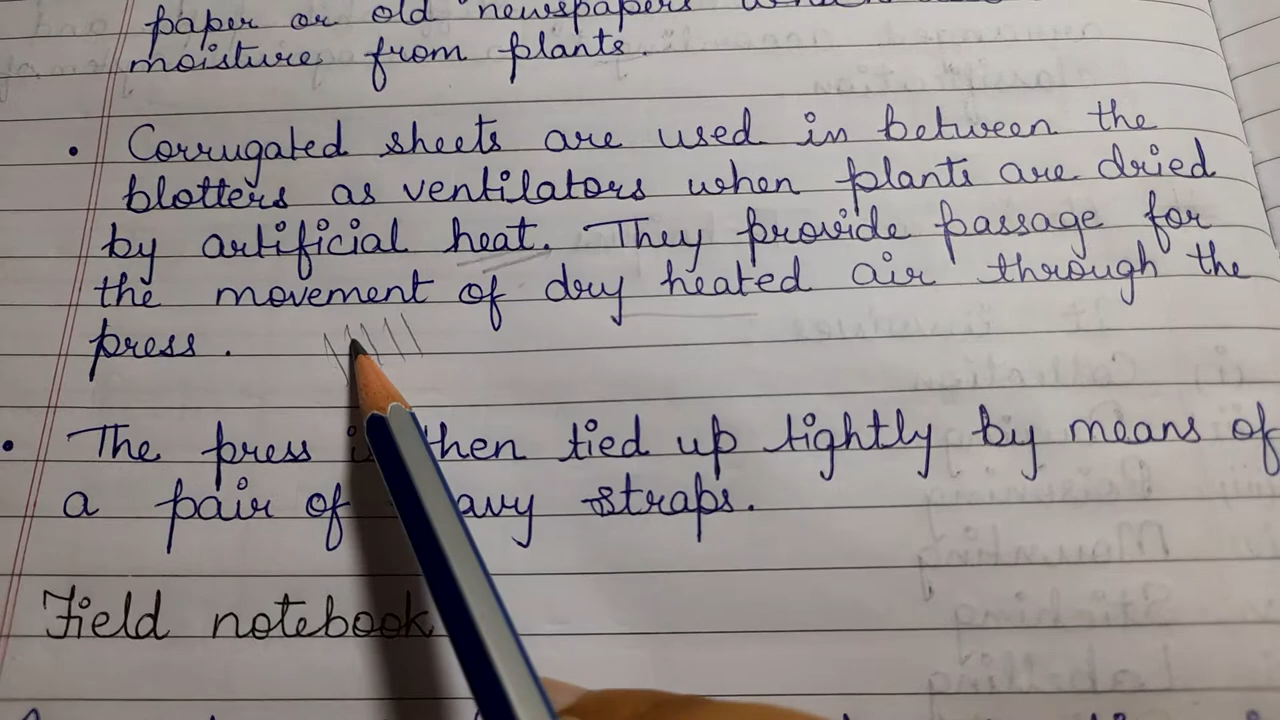 paper or old newspapers
moisture from plants.
• Corrugated sheets are used in between the
blotters as ventilators when plants are dried
by artificial heat. They provide passage for
the movement of dry heated air through the
press.
• The press then tied up tightly by means of
a pair of straps.
Field notebook